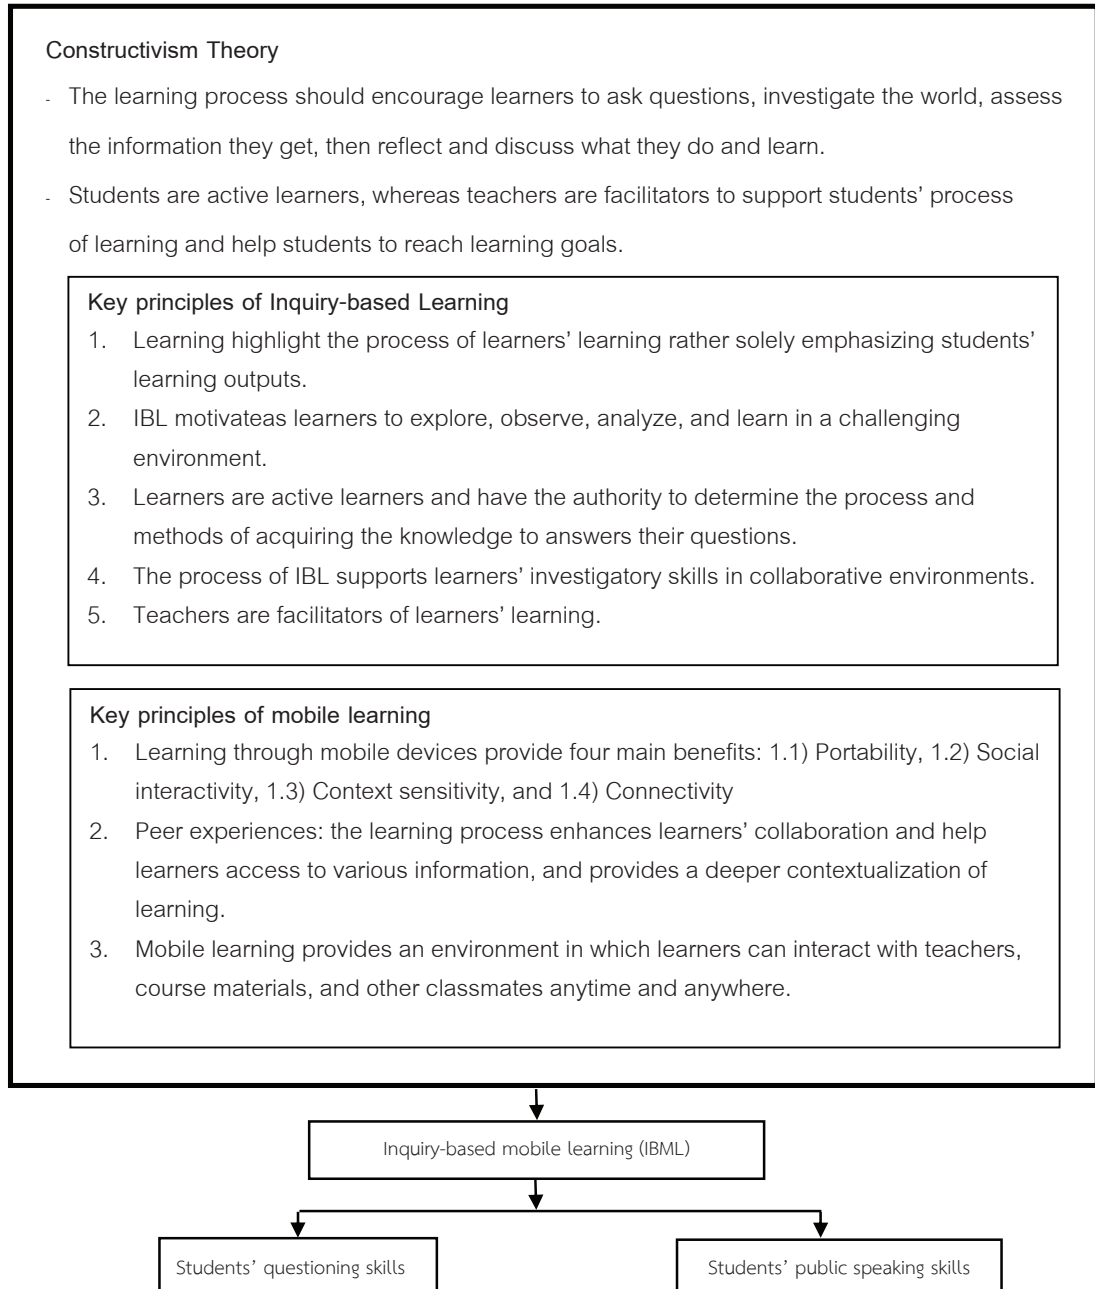 Constructivism Theory
- The learning process should encourage learners to ask questions, investigate the world, assess
the information they get, then reflect and discuss what they do and learn.
- Students are active learners, whereas teachers are facilitators to support students’ process
of learning and help students to reach learning goals.
Key principles of Inquiry-based Learning
1. Learning highlight the process of learners’ learning rather solely emphasizing students’
learning outputs.
2. IBL motivateas learners to explore, observe, analyze, and learn in a challenging
environment.
3. Learners are active learners and have the authority to determine the process and
methods of acquiring the knowledge to answers their questions.
4. The process of IBL supports learners’ investigatory skills in collaborative environments.
5. Teachers are facilitators of learners’ learning.
Key principles of mobile learning
1. Learning through mobile devices provide four main benefits: 1.1) Portability, 1.2) Social
interactivity, 1.3) Context sensitivity, and 1.4) Connectivity
2. Peer experiences: the learning process enhances learners’ collaboration and help
learners access to various information, and provides a deeper contextualization of
learning.
3. Mobile learning provides an environment in which learners can interact with teachers,
course materials, and other classmates anytime and anywhere.
Inquiry-based mobile learning (IBML)
Students’ questioning skills
Students’ public speaking skills